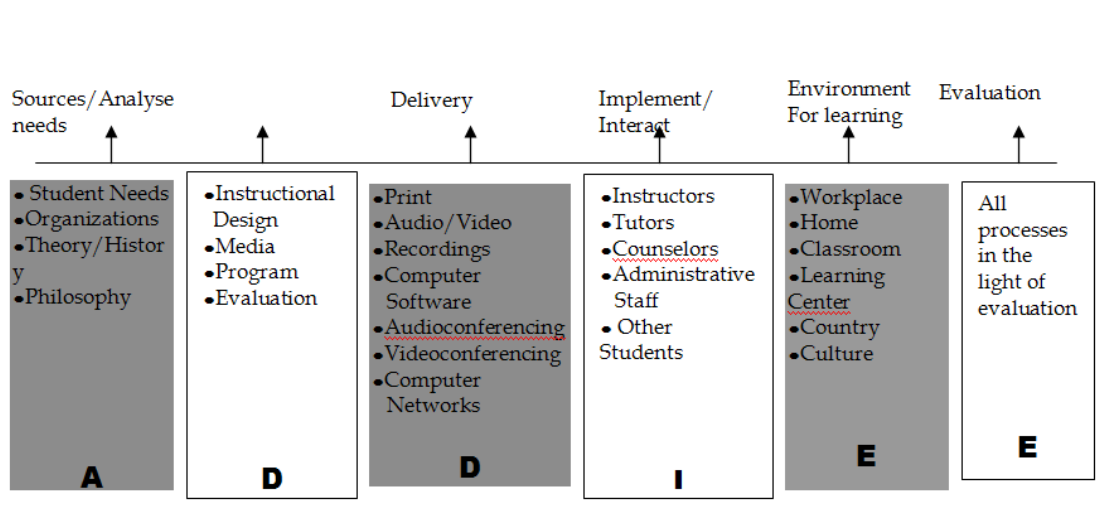 Sources/Analyse
needs
Delivery
Implement/
Interact
Environment
For learning
Evaluation
• Student Needs
•Organizations
•Theory/Histor
y
•Philosophy
A
•Instructional
Design
•Media
•Program
•Evaluation
D
•Print
•Audio/Video
•Recordings
•Computer
Software
•Audioconferencing
•Videoconferencing
•Computer
Networks
D
•Instructors
•Tutors
•Counselors
•Administrative
Staff
• Other
Students
I
•Workplace
•Home
•Classroom
•Learning
Center
•Country
•Culture
E
All
processes
in the
light of
evaluation
E